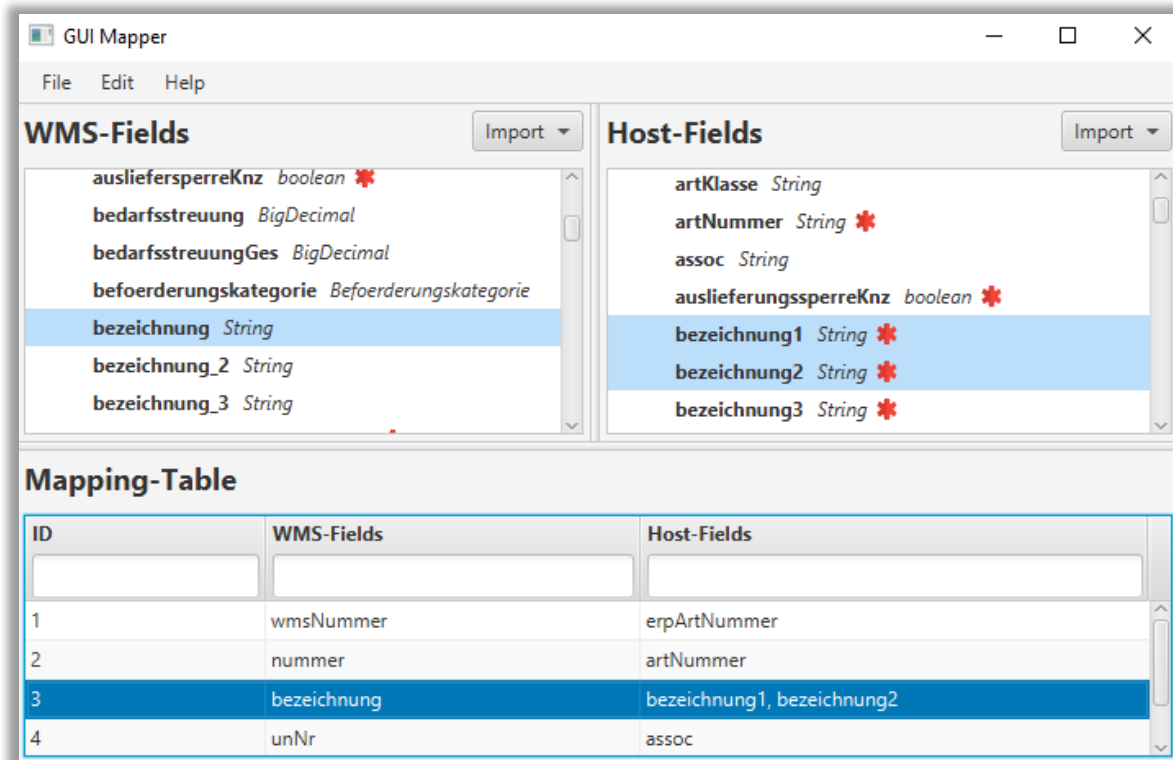 GUI Mapper
File Edit Help
WMS-Fields Import
Host-Fields Import
ausliefersperreKnz boolean
bedarfsstreuung BigDecimal
bedarfsstreuungGes BigDecimal
befoerderungskategorie Befoerderungskategorie
bezeichnung String
bezeichnung_2 String
bezeichnung_3 String
artKlasse String
artNummer String
assoc String
auslieferungssperreKnz boolean
bezeichnung1 String
bezeichnung2 String
bezeichnung3 String
Mapping-Table
ID WMS-Fields Host-Fields
1 wmsNummer erpArtNummer
2 nummer artNummer
3 bezeichnung bezeichnung1, bezeichnung2
4 unNr assoc